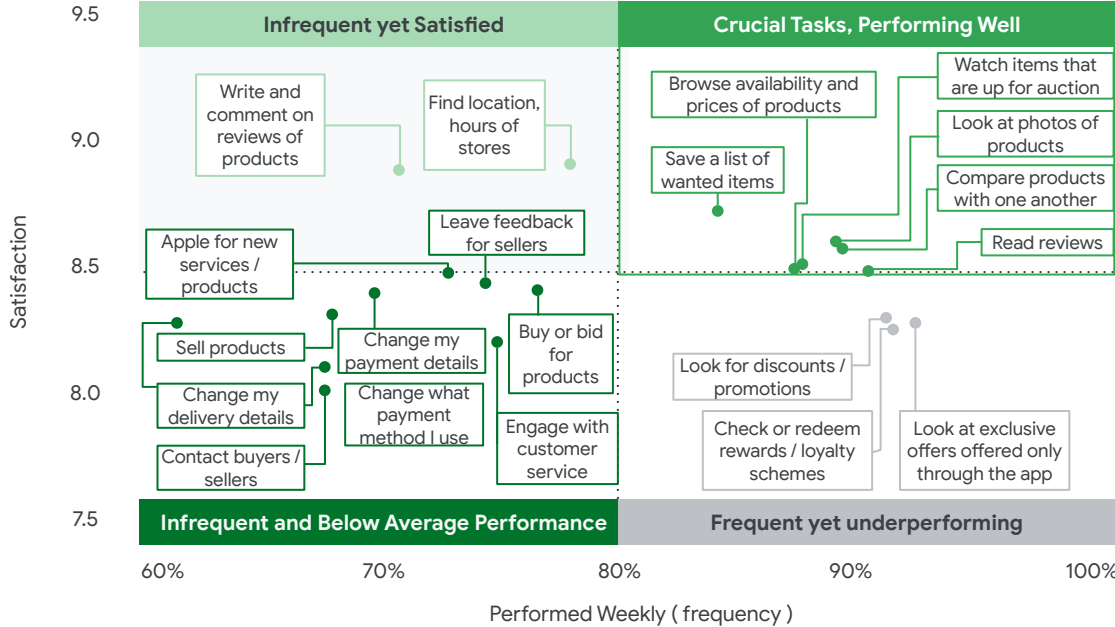 9.5
Infrequent yet Satisfied
Crucial Tasks, Performing Well
Write and
comment on
reviews of
products
Find location,
hours of
stores
Browse availability and
prices of products
Watch items that
are up for auction
Look at photos of
products
Save a list of
wanted items
Compare products
with one another
Read reviews
9.0
Leave feedback
for sellers
Apple for new
services /
products
8.5
Satisfaction
Sell products
Change my
payment details
Buy or bid
for
products
Look for discounts /
promotions
8.0
Change my
delivery details
Change what
payment
method I use
Engage with
customer
service
Check or redeem
rewards / loyalty
schemes
Look at exclusive
offers offered only
through the app
Contact buyers /
sellers
7.5
Infrequent and Below Average Performance
Frequent yet underperforming
60%
70%
80%
90%
100%
Performed Weekly ( frequency )